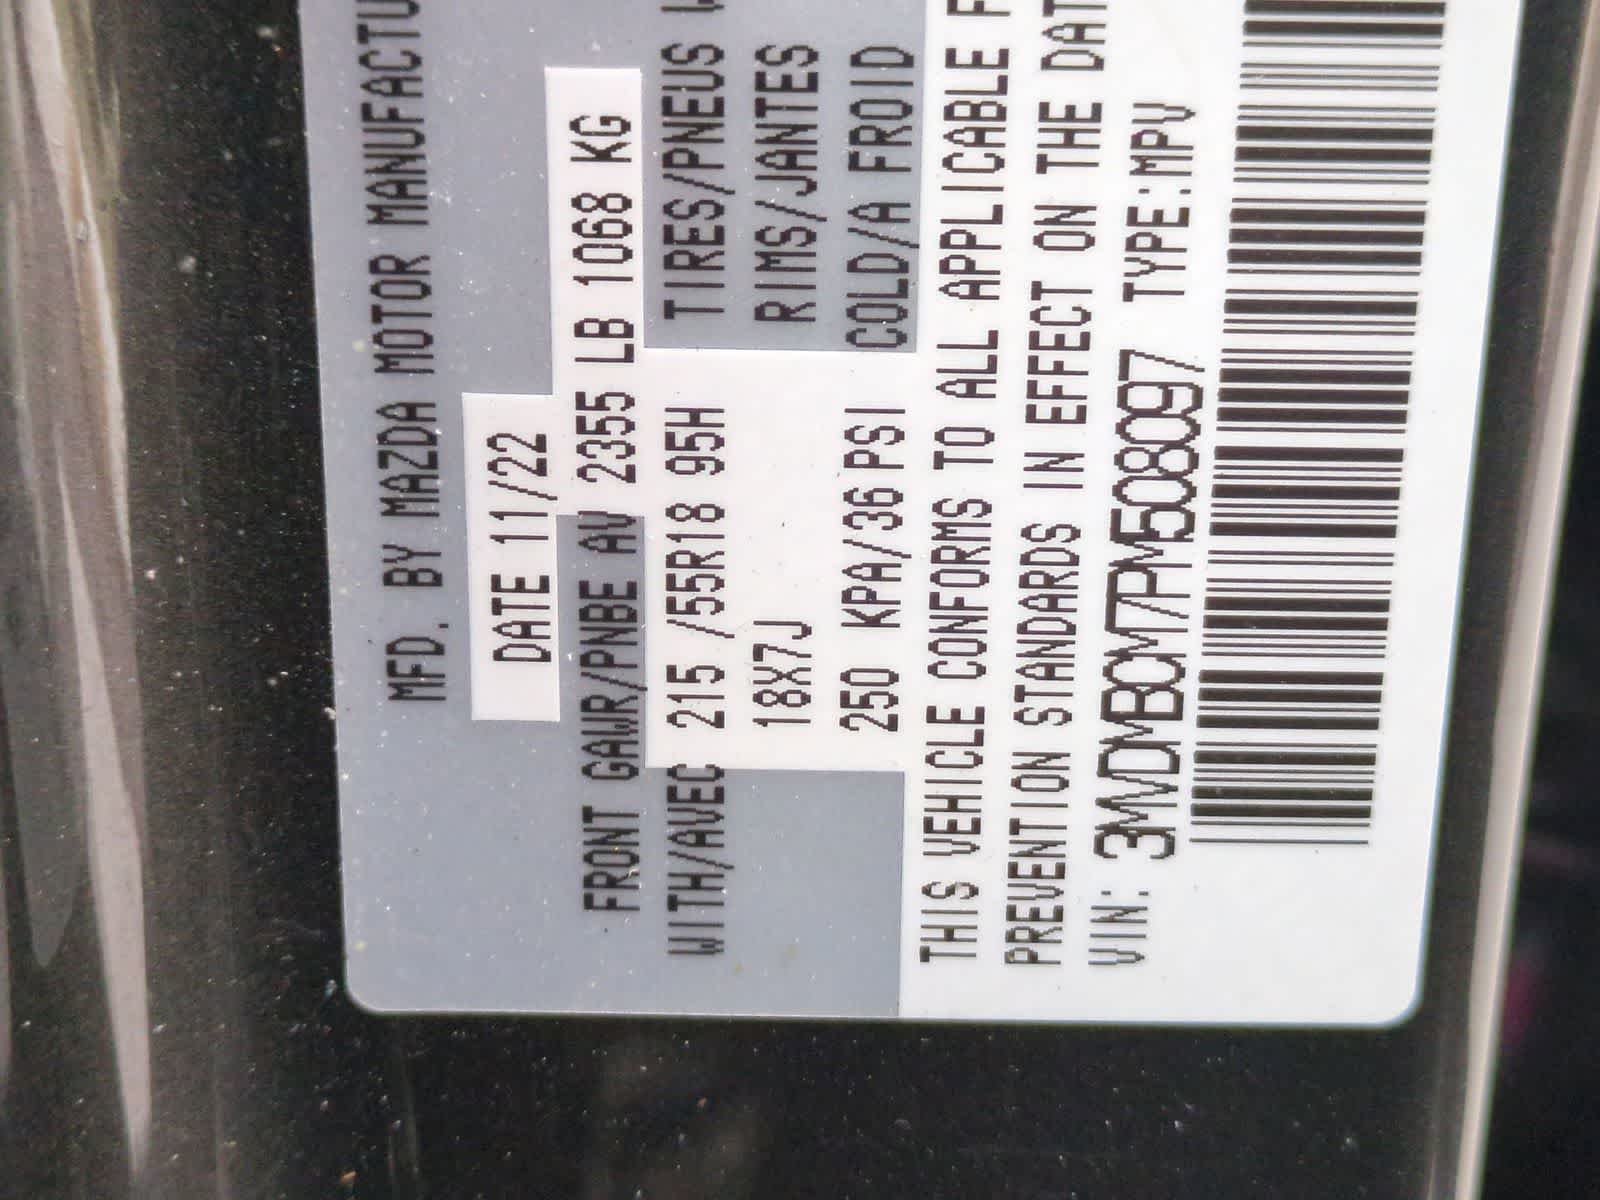 MFD. BY MAZDA MOTOR MANUFACTU
DATE 11/22
FRONT GAWR/PNBE AV 2355 LB 1068 KG
WITH/AVEC 215 /55R18 95H TIRES/PNEUS
18X7J RIMS/JANTES
250 KPA/36 PSI COLD/A FROID
THIS VEHICLE CONFORMS TO ALL APPLICABLE F
PREVENTION STANDARDS IN EFFECT ON THE DAT
VIN: 3MVDMBCM7PM508097 TYPE:MPV